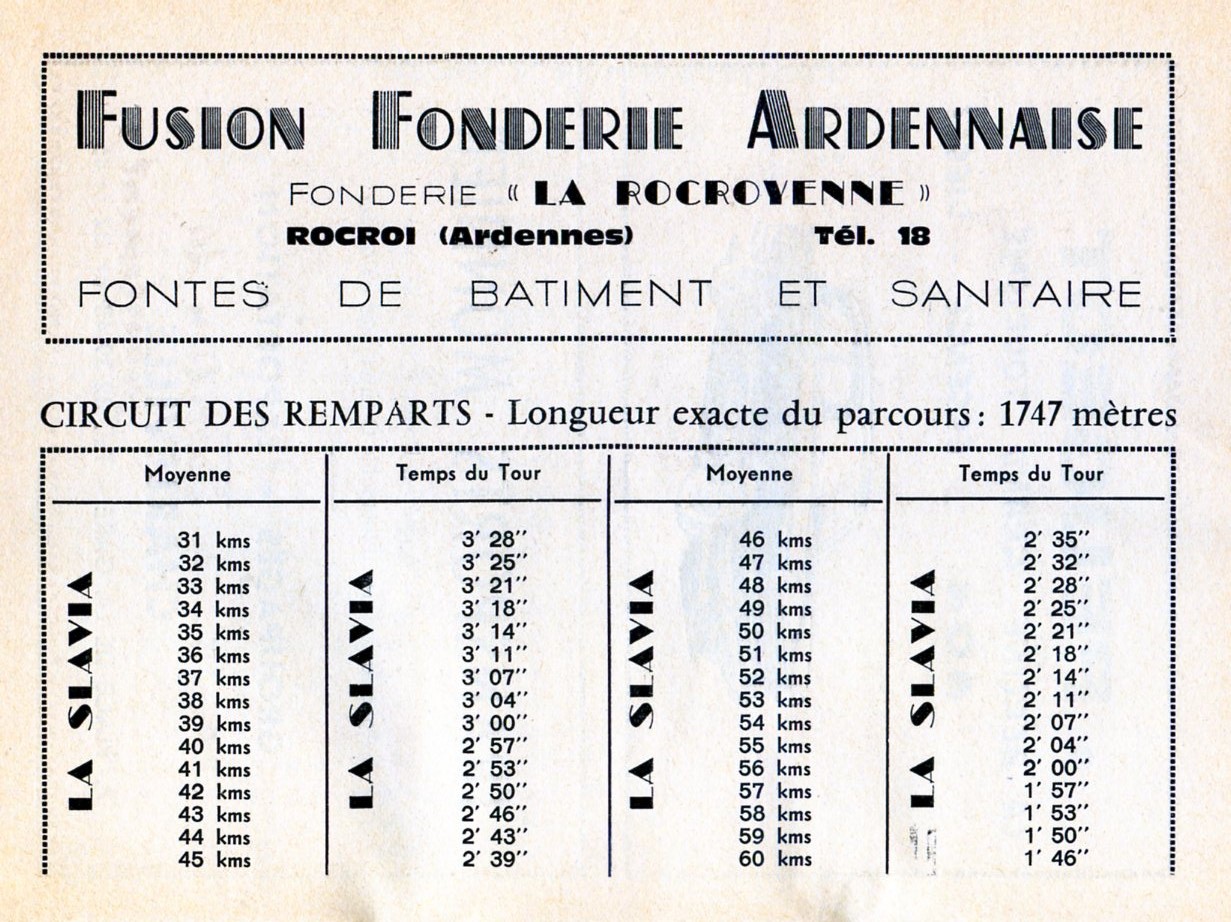 FUSION FONDERIE ARDENNAISE
FONDERIE « LA ROCROYENNE »
ROCROI (Ardennes) Tél. 18
FONTES DE BATIMENT ET SANITAIRE
CIRCUIT DES REMPARTS - Longueur exacte du parcours : 1747 mètres
Moyenne Temps du Tour Moyenne Temps du Tour
31 kms 3' 28'' 46 kms 2' 35''
32 kms 3' 25'' 47 kms 2' 32''
33 kms 3' 21'' 48 kms 2' 28''
34 kms 3' 18'' 49 kms 2' 25''
35 kms 3' 14'' 50 kms 2' 21''
36 kms 3' 11'' 51 kms 2' 18''
37 kms 3' 07'' 52 kms 2' 14''
38 kms 3' 04'' 53 kms 2' 11''
39 kms 3' 00'' 54 kms 2' 07''
40 kms 2' 57'' 55 kms 2' 04''
41 kms 2' 53'' 56 kms 2' 00''
42 kms 2' 50'' 57 kms 1' 57''
43 kms 2' 46'' 58 kms 1' 53''
44 kms 2' 43'' 59 kms 1' 50''
45 kms 2' 39'' 60 kms 1' 46''
LA SLAVIA
LA SLAVIA
LA SLAVIA
LA SLAVIA